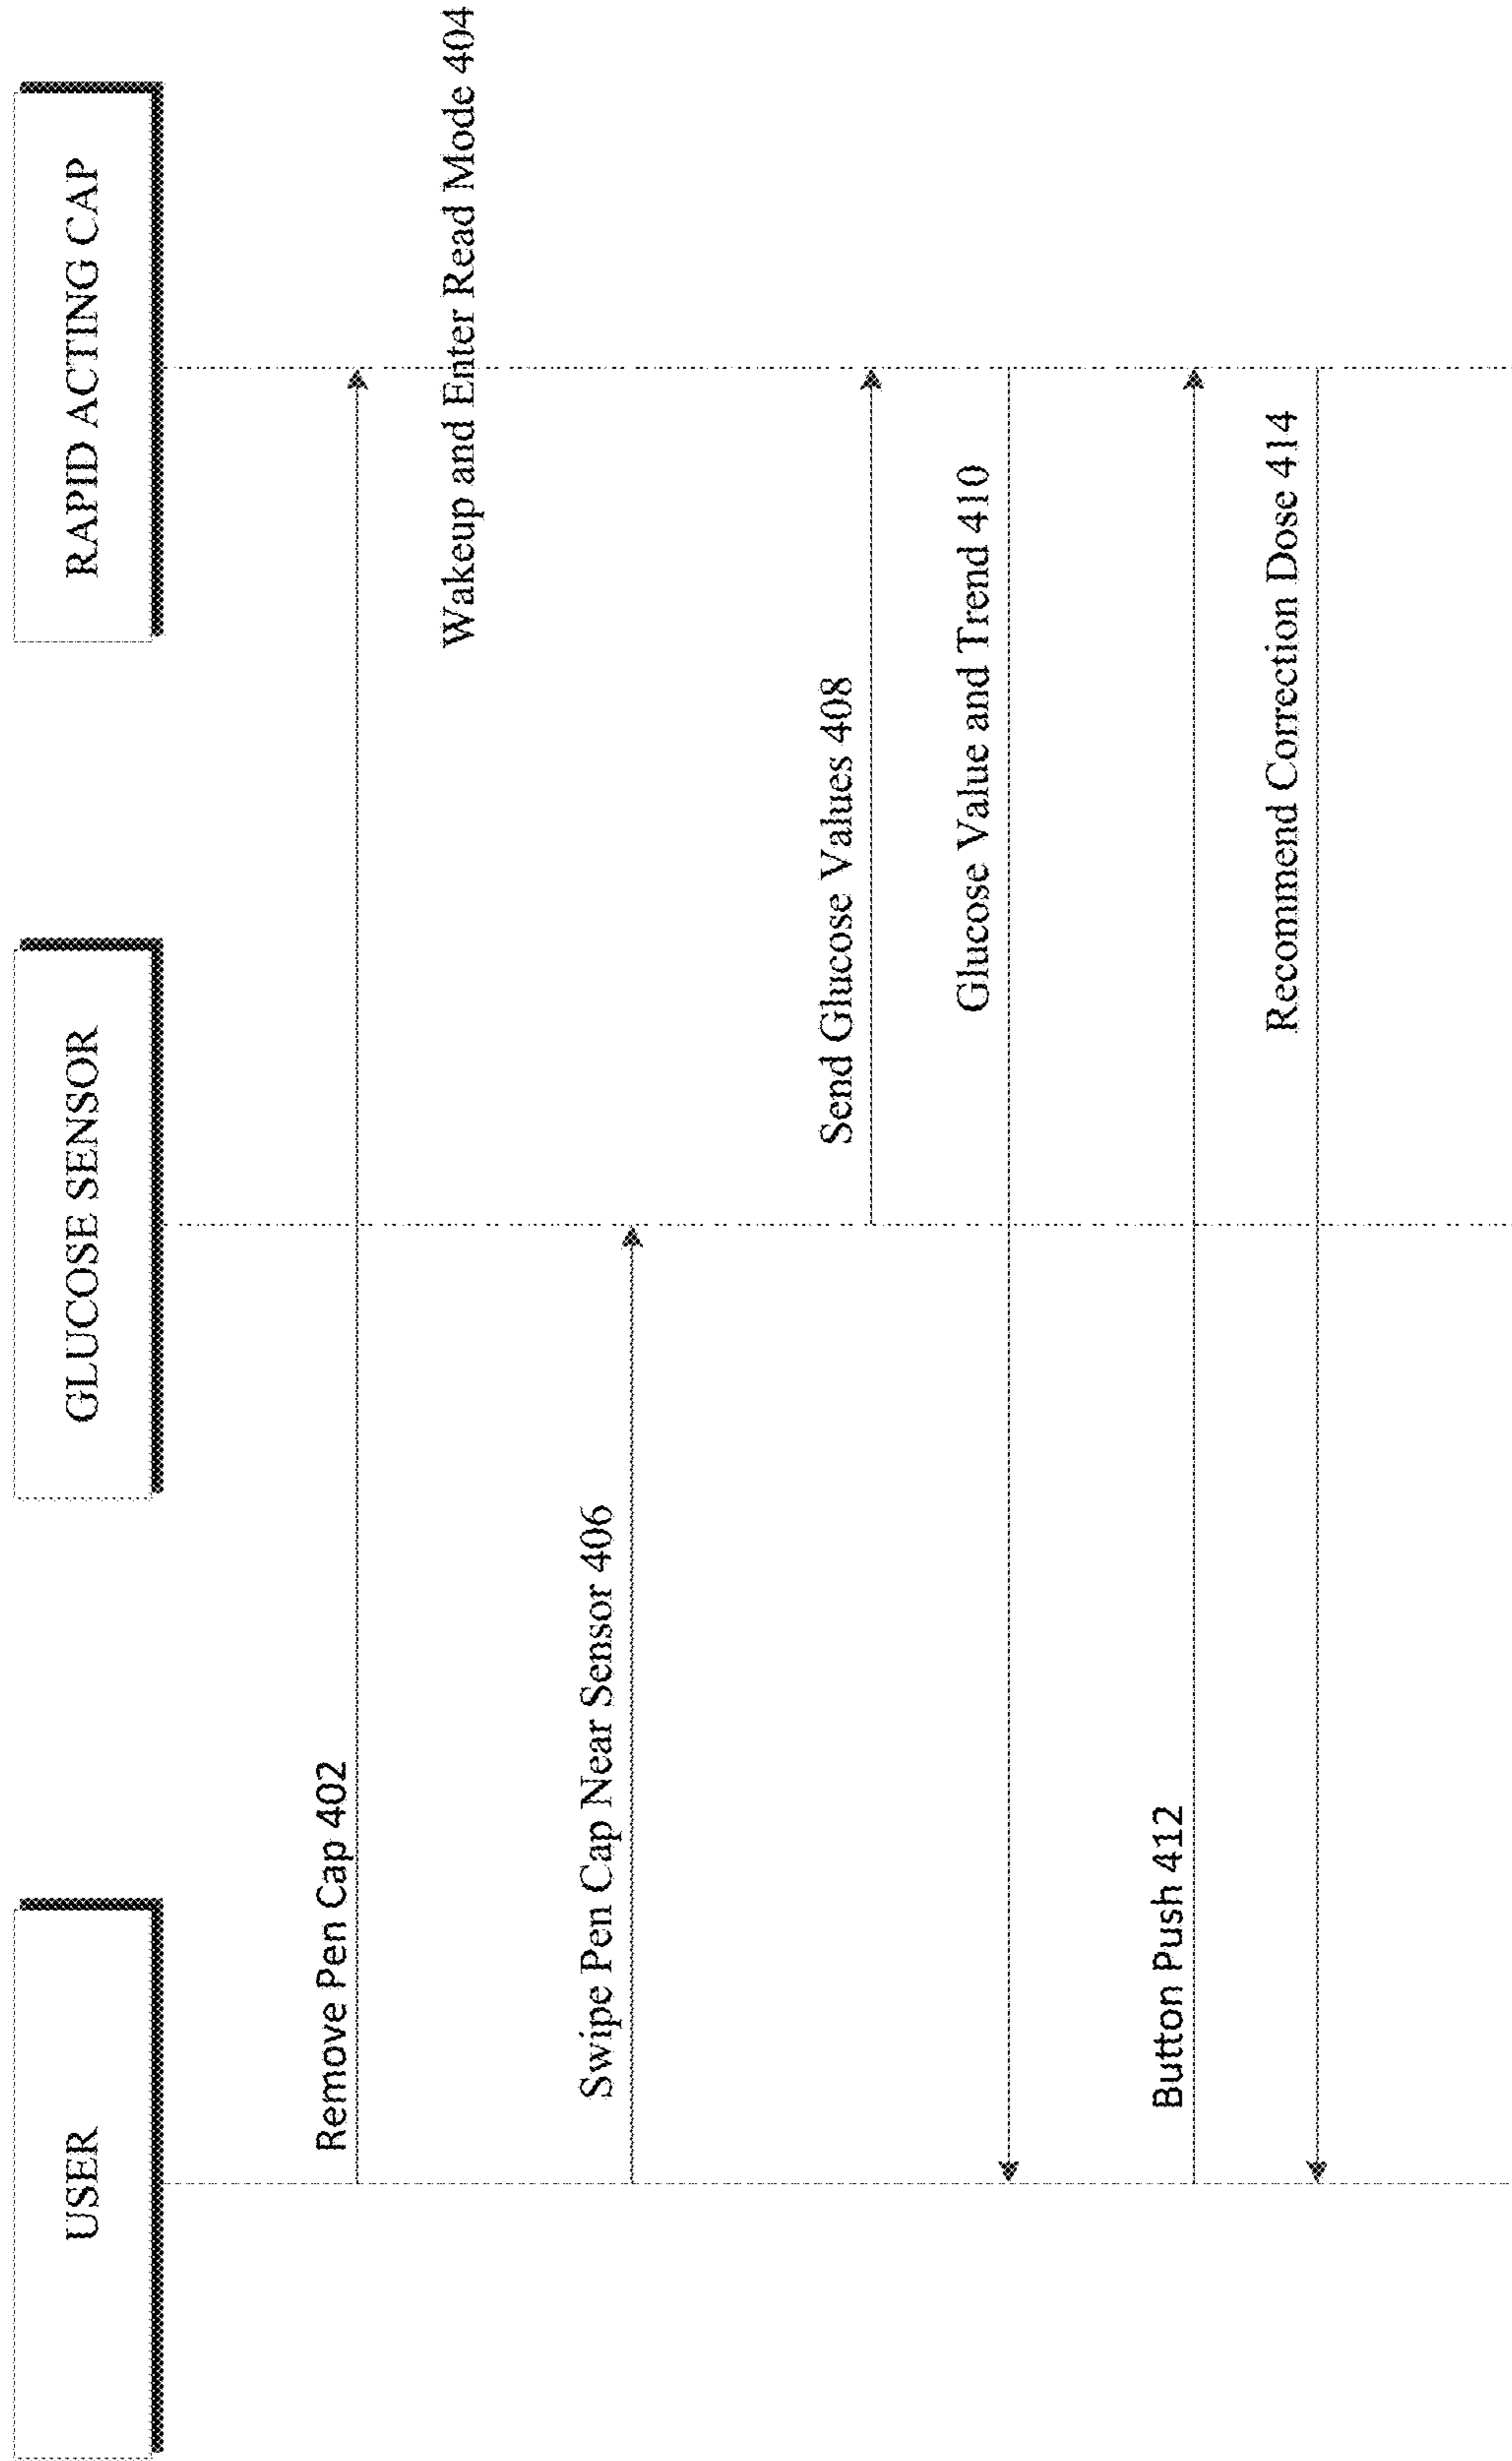 USER
GLUCOSE SENSOR
RAPID ACTING CAP
Remove Pen Cap 402
Wakeup and Enter Read Mode 404
Swipe Pen Cap Near Sensor 406
Send Glucose Values 408
Glucose Value and Trend 410
Button Push 412
Recommend Correction Dose 414